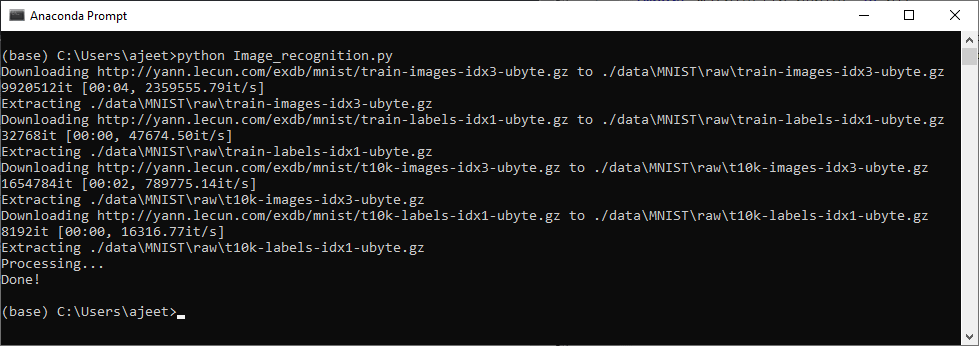 Anaconda Prompt
(base) C:\Users\ajeet>python Image_recognition.py
Downloading http://yann.lecun.com/exdb/mnist/train-images-idx3-ubyte.gz to ./data\MNIST\raw\train-images-idx3-ubyte.gz
9920512it [00:04, 2359555.79it/s]
Extracting ./data\MNIST\raw\train-images-idx3-ubyte.gz
Downloading http://yann.lecun.com/exdb/mnist/train-labels-idx1-ubyte.gz to ./data\MNIST\raw\train-labels-idx1-ubyte.gz
32768it [00:00, 47674.50it/s]
Extracting ./data\MNIST\raw\train-labels-idx1-ubyte.gz
Downloading http://yann.lecun.com/exdb/mnist/t10k-images-idx3-ubyte.gz to ./data\MNIST\raw\t10k-images-idx3-ubyte.gz
1654784it [00:02, 789775.14it/s]
Extracting ./data\MNIST\raw\t10k-images-idx3-ubyte.gz
Downloading http://yann.lecun.com/exdb/mnist/t10k-labels-idx1-ubyte.gz to ./data\MNIST\raw\t10k-labels-idx1-ubyte.gz
8192it [00:00, 16316.77it/s]
Extracting ./data\MNIST\raw\t10k-labels-idx1-ubyte.gz
Processing...
Done!
(base) C:\Users\ajeet>